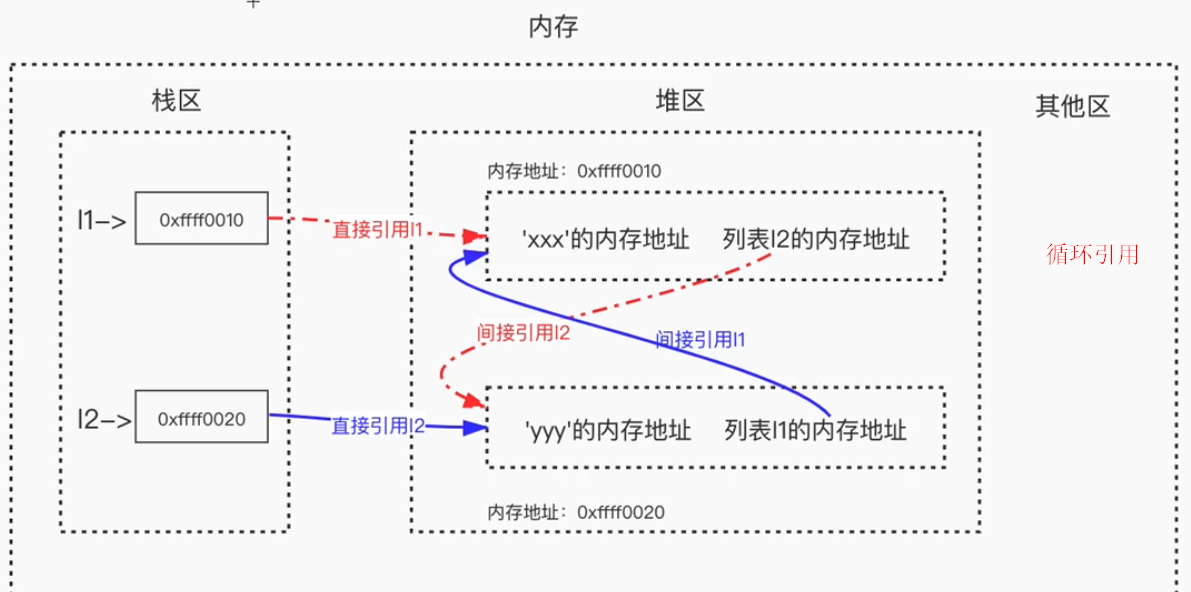 内存
栈区
堆区
其他区
内存地址：0xffff0010
l1->
0xffff0010
直接引用l1
'xxx'的内存地址
列表l2的内存地址
循环引用
间接引用l2
间接引用l1
l2->
0xffff0020
直接引用l2
'yyy'的内存地址
列表l1的内存地址
内存地址：0xffff0020